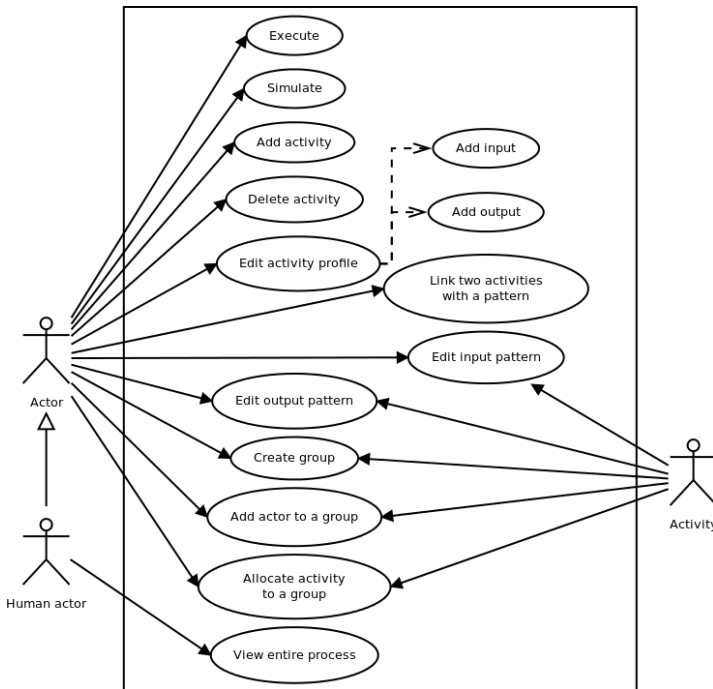 Execute
Simulate
Add activity
Add input
Delete activity
Add output
Edit activity profile
Link two activities
with a pattern
Edit input pattern
Actor
Edit output pattern
Create group
Add actor to a group
Activity
Allocate activity
to a group
Human actor
View entire process